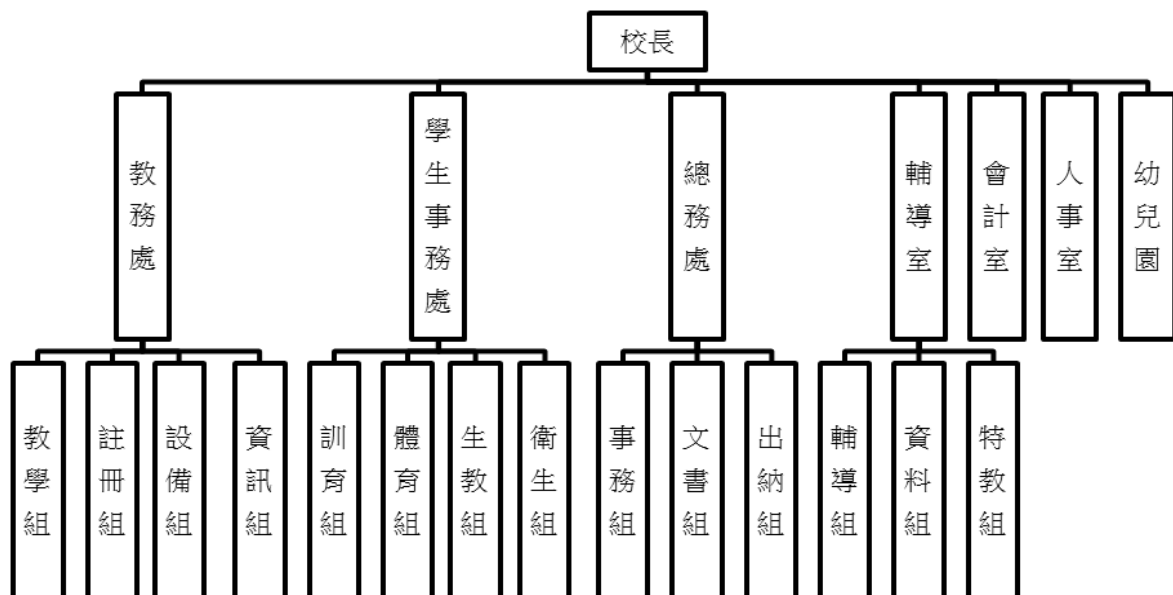 校長
教務處
學生事務處
總務處
輔導室
會計室
人事室
幼兒園
教學組
註冊組
設備組
資訊組
訓育組
體育組
生教組
衛生組
事務組
文書組
出納組
輔導組
資料組
特教組